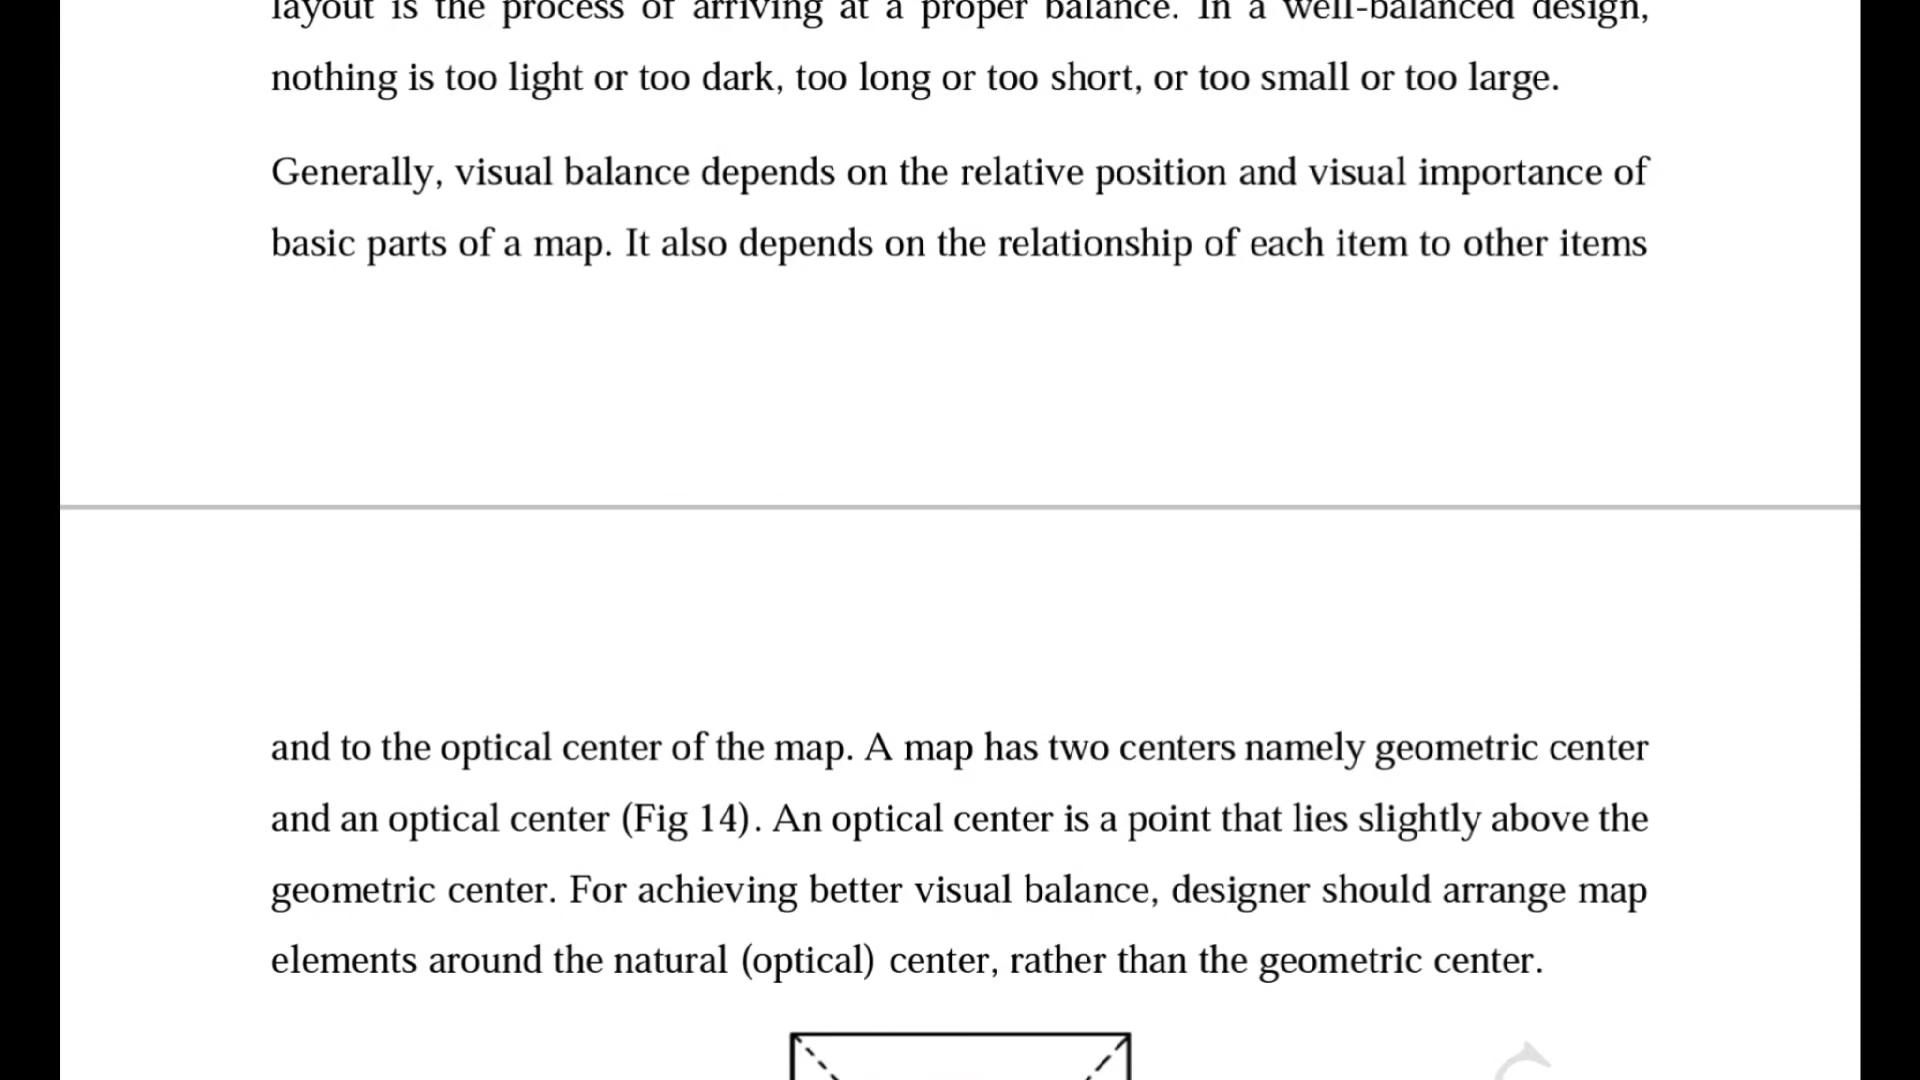 layout is the process of arriving at a proper balance. In a well-balanced design,
nothing is too light or too dark, too long or too short, or too small or too large.
Generally, visual balance depends on the relative position and visual importance of
basic parts of a map. It also depends on the relationship of each item to other items
and to the optical center of the map. A map has two centers namely geometric center
and an optical center (Fig 14). An optical center is a point that lies slightly above the
geometric center. For achieving better visual balance, designer should arrange map
elements around the natural (optical) center, rather than the geometric center.